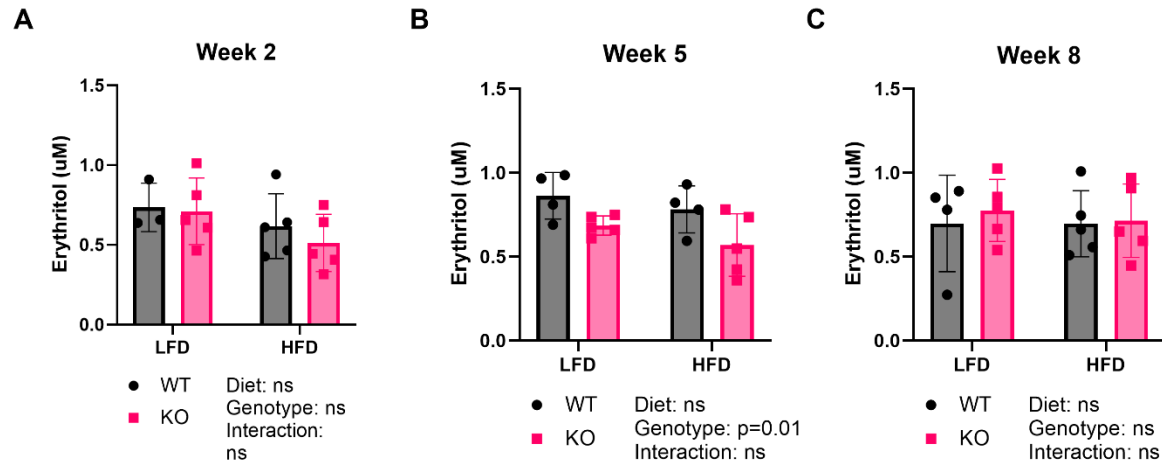 A
Week 2
Erythritol (uM)
1.5
1.0
0.5
0.0
LFD
HFD
WT
KO
Diet: ns
Genotype: ns
Interaction:
ns
B
Week 5
Erythritol (uM)
1.5
1.0
0.5
0.0
LFD
HFD
WT
KO
Diet: ns
Genotype: p=0.01
Interaction: ns
C
Week 8
Erythritol (uM)
1.5
1.0
0.5
0.0
LFD
HFD
WT
KO
Diet: ns
Genotype: ns
Interaction: ns